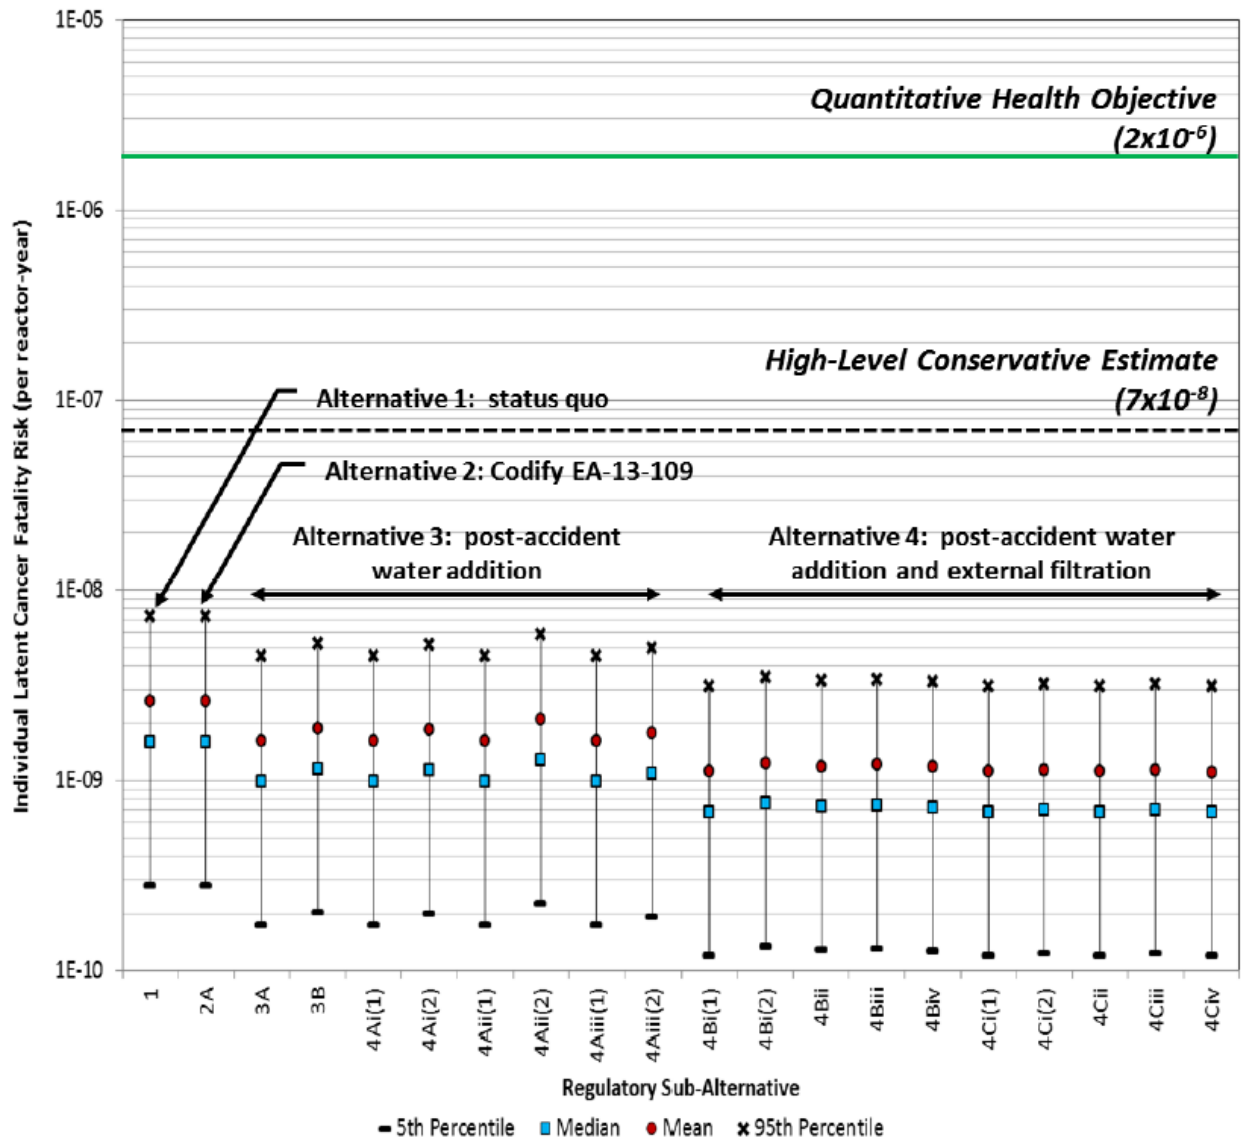 1E-05
Quantitative Health Objective
(2x10⁻⁶)
1E-06
High-Level Conservative Estimate
(7x10⁻⁸)
1E-07
Alternative 1: status quo
Alternative 2: Codify EA-13-109
Alternative 3: post-accident
water addition
Alternative 4: post-accident water
addition and external filtration
1E-08
1E-09
1E-10
Individual Latent Cancer Fatality Risk (per reactor-year)
1
2A
3A
3B
4Ai(1)
4Ai(2)
4Aii(1)
4Aii(2)
4Aiii(1)
4Aiii(2)
4Bi(1)
4Bi(2)
4Bii
4Biii
4Biv
4Ci(1)
4Ci(2)
4Cii
4Ciii
4Civ
Regulatory Sub-Alternative
5th Percentile Median Mean 95th Percentile